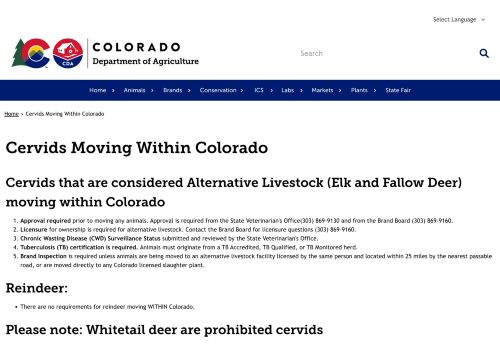 Select Language
COLORADO
Department of Agriculture
CDA
Search
Home > Animals > Brands > Conservation > ICS > Labs > Markets > Plants > State Fair
Home > Cervids Moving Within Colorado
Cervids Moving Within Colorado
Cervids that are considered Alternative Livestock (Elk and Fallow Deer)
moving within Colorado
1. Approval required prior to moving any animals. Approval is required from the State Veterinarian's Office(303) 869-9130 and from the Brand Board (303) 869-9160.
2. Licensure for ownership is required for alternative livestock. Contact the Brand Board for licensure questions (303) 869-9160.
3. Chronic Wasting Disease (CWD) Surveillance Status submitted and reviewed by the State Veterinarian's Office.
4. Tuberculosis (TB) certification is required. Animals must originate from a TB Accredited, TB Qualified, or TB Monitored herd.
5. Brand Inspection is required unless animals are being moved to an alternative livestock facility licensed by the same person and located within 25 miles by the nearest passable
road, or are moved directly to any Colorado licensed slaughter plant.
Reindeer:
• There are no requirements for reindeer moving WITHIN Colorado.
Please note: Whitetail deer are prohibited cervids